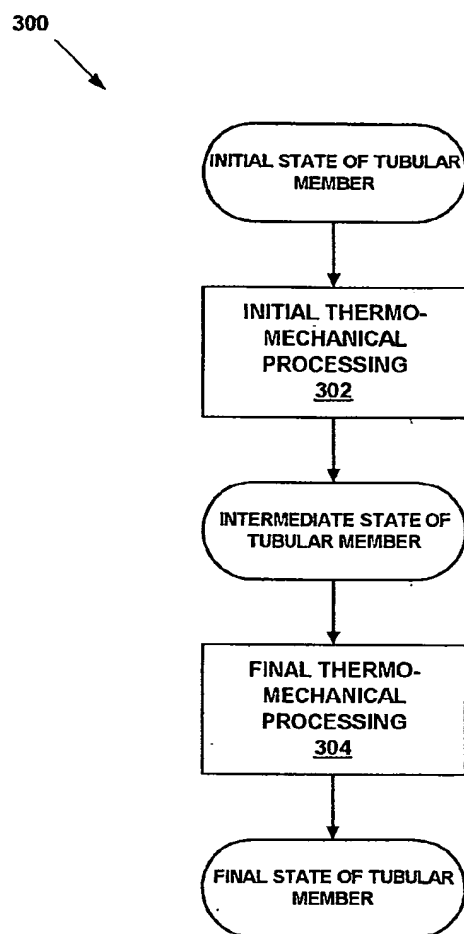 300
INITIAL STATE OF TUBULAR
MEMBER
INITIAL THERMO-
MECHANICAL
PROCESSING
302
INTERMEDIATE STATE OF
TUBULAR MEMBER
FINAL THERMO-
MECHANICAL
PROCESSING
304
FINAL STATE OF TUBULAR
MEMBER